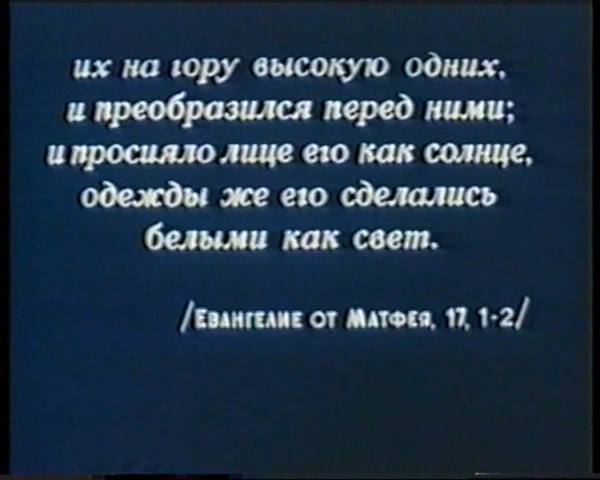 их на гору высокую одних,
и преобразился перед ними;
и просияло лице его как солнце,
одежды же его сделались
белыми как свет.
/Евангелие от Матфея, 17, 1-2/